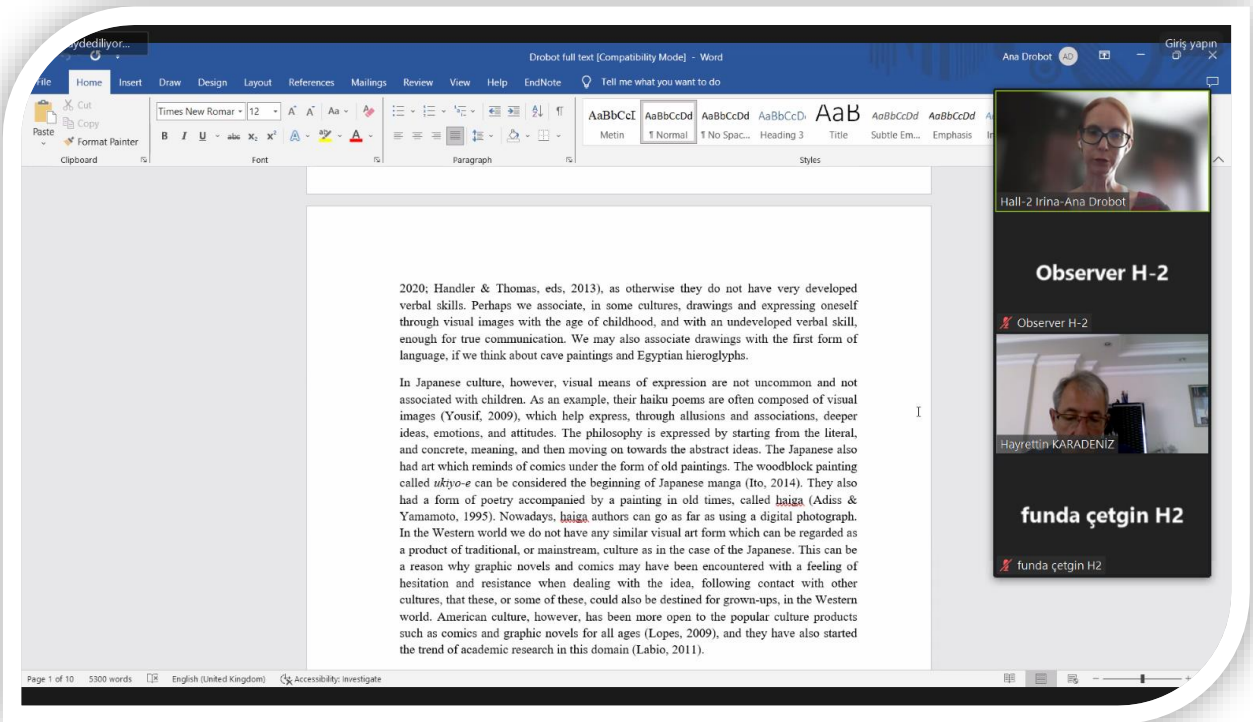 ydediliyor...
Drobot full text [Compatibility Mode] - Word
Ana Drobot
AD
Giriş yapın
File Home Insert Draw Design Layout References Mailings Review View Help EndNote Tell me what you want to do
Cut
Copy
Paste
Format Painter
Clipboard
Times New Romar 12
Font
Paragraph
AaBbCcI AaBbCcDd AaBbCcDd AaBbCcD AaB AaBbCcDd AaBbCcDd
Metin ¶ Normal ¶ No Spac... Heading 3 Title Subtle Em... Emphasis
Styles
2020; Handler & Thomas, eds, 2013), as otherwise they do not have very developed
verbal skills. Perhaps we associate, in some cultures, drawings and expressing oneself
through visual images with the age of childhood, and with an undeveloped verbal skill,
enough for true communication. We may also associate drawings with the first form of
language, if we think about cave paintings and Egyptian hieroglyphs.
In Japanese culture, however, visual means of expression are not uncommon and not
associated with children. As an example, their haiku poems are often composed of visual
images (Yousif, 2009), which help express, through allusions and associations, deeper
ideas, emotions, and attitudes. The philosophy is expressed by starting from the literal,
and concrete, meaning, and then moving on towards the abstract ideas. The Japanese also
had art which reminds of comics under the form of old paintings. The woodblock painting
called ukiyo-e can be considered the beginning of Japanese manga (Ito, 2014). They also
had a form of poetry accompanied by a painting in old times, called haiga (Adiss &
Yamamoto, 1995). Nowadays, haiga authors can go as far as using a digital photograph.
In the Western world we do not have any similar visual art form which can be regarded as
a product of traditional, or mainstream, culture as in the case of the Japanese. This can be
a reason why graphic novels and comics may have been encountered with a feeling of
hesitation and resistance when dealing with the idea, following contact with other
cultures, that these, or some of these, could also be destined for grown-ups, in the Western
world. American culture, however, has been more open to the popular culture products
such as comics and graphic novels for all ages (Lopes, 2009), and they have also started
the trend of academic research in this domain (Labio, 2011).
Hall-2 Irina-Ana Drobot
Observer H-2
Observer H-2
Hayrettin KARADENİZ
funda çetgin H2
funda çetgin H2
Page 1 of 10 5300 words English (United Kingdom) Accessibility: Investigate